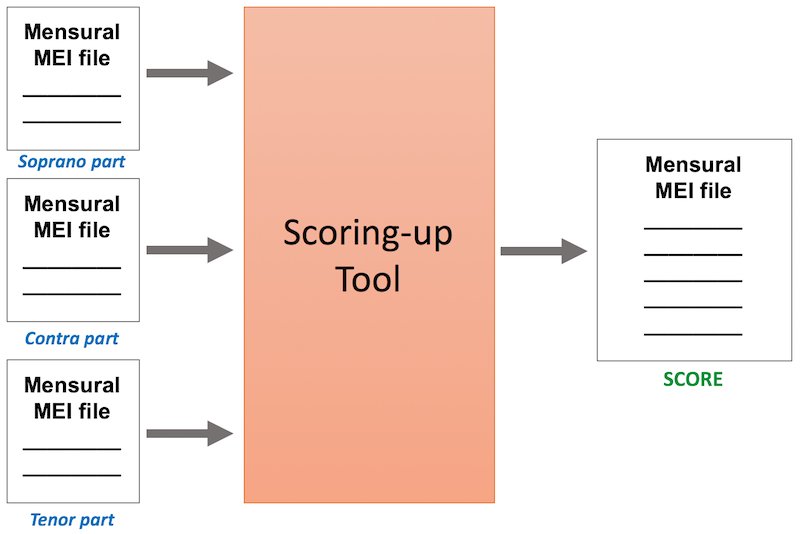 Mensural
MEI file
Soprano part
Mensural
MEI file
Contra part
Mensural
MEI file
Tenor part
Scoring-up
Tool
Mensural
MEI file
SCORE